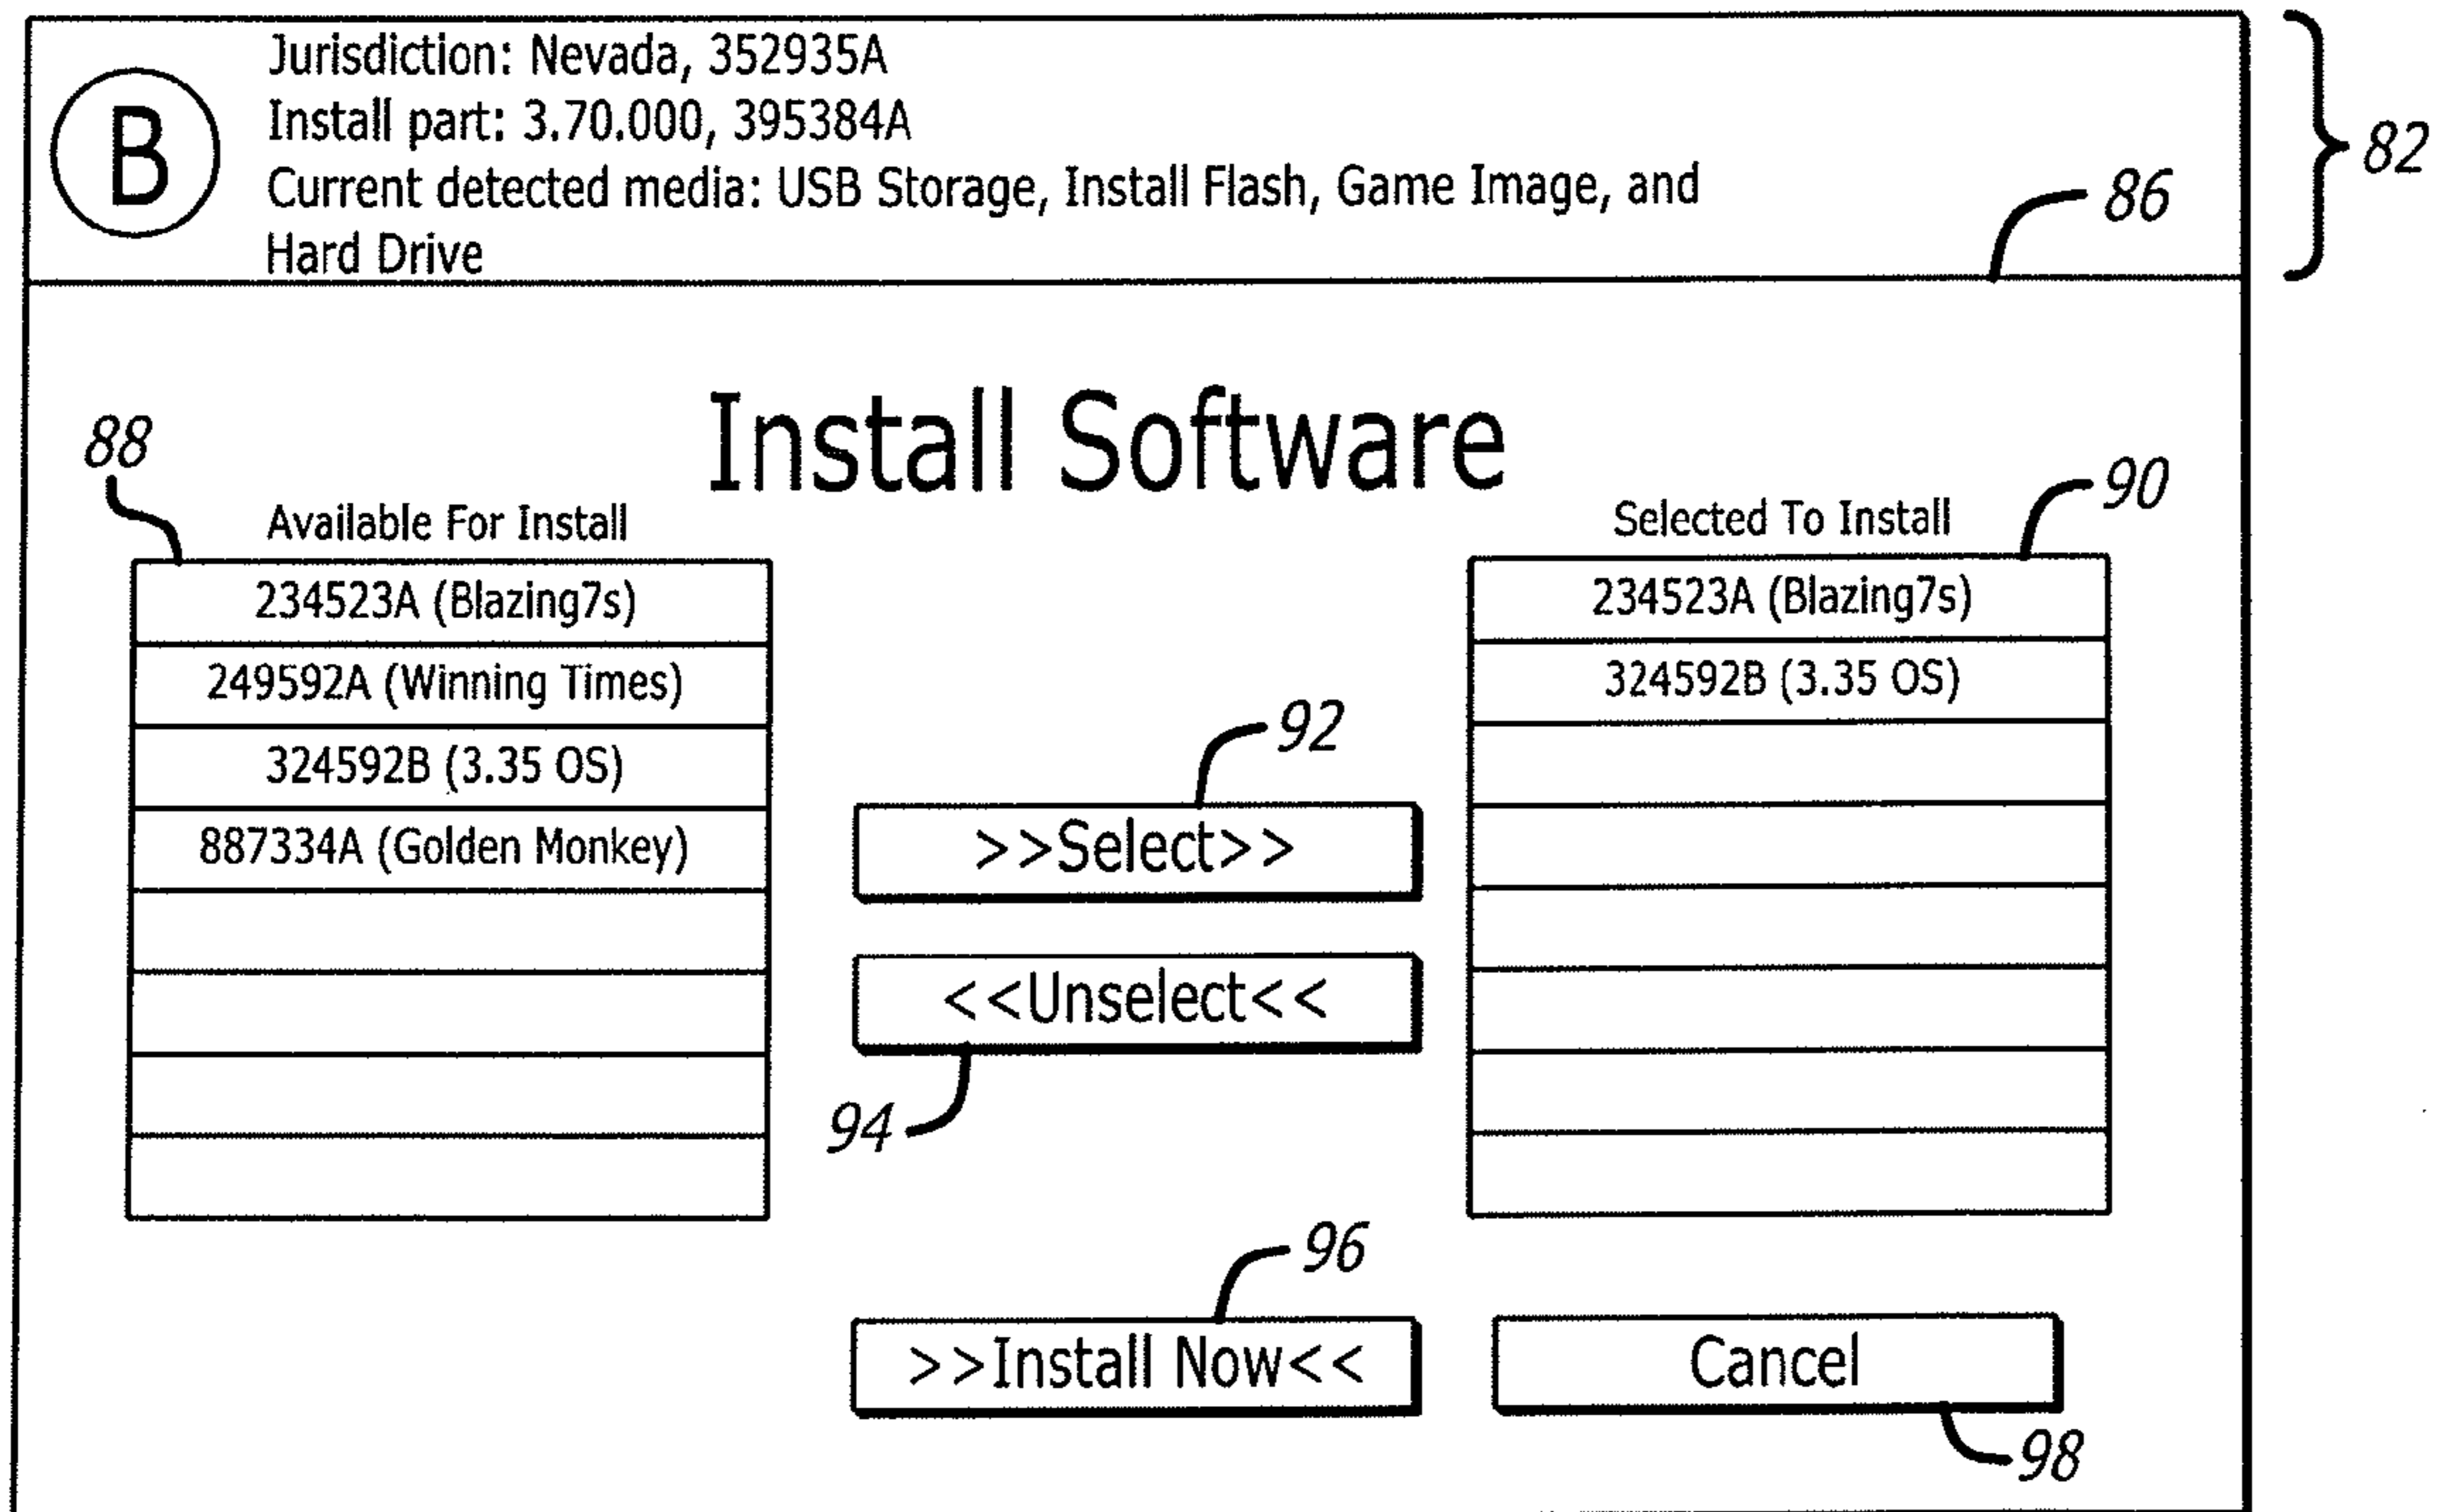 B
Jurisdiction: Nevada, 352935A
Install part: 3.70.000, 395384A
Current detected media: USB Storage, Install Flash, Game Image, and
Hard Drive
82
86
Install Software
88
90
Available For Install
Selected To Install
234523A (Blazing7s)
249592A (Winning Times)
324592B (3.35 OS)
887334A (Golden Monkey)
234523A (Blazing7s)
324592B (3.35 OS)
92
>>Select>>
<<Unselect<<
94
96
>>Install Now<<
Cancel
98